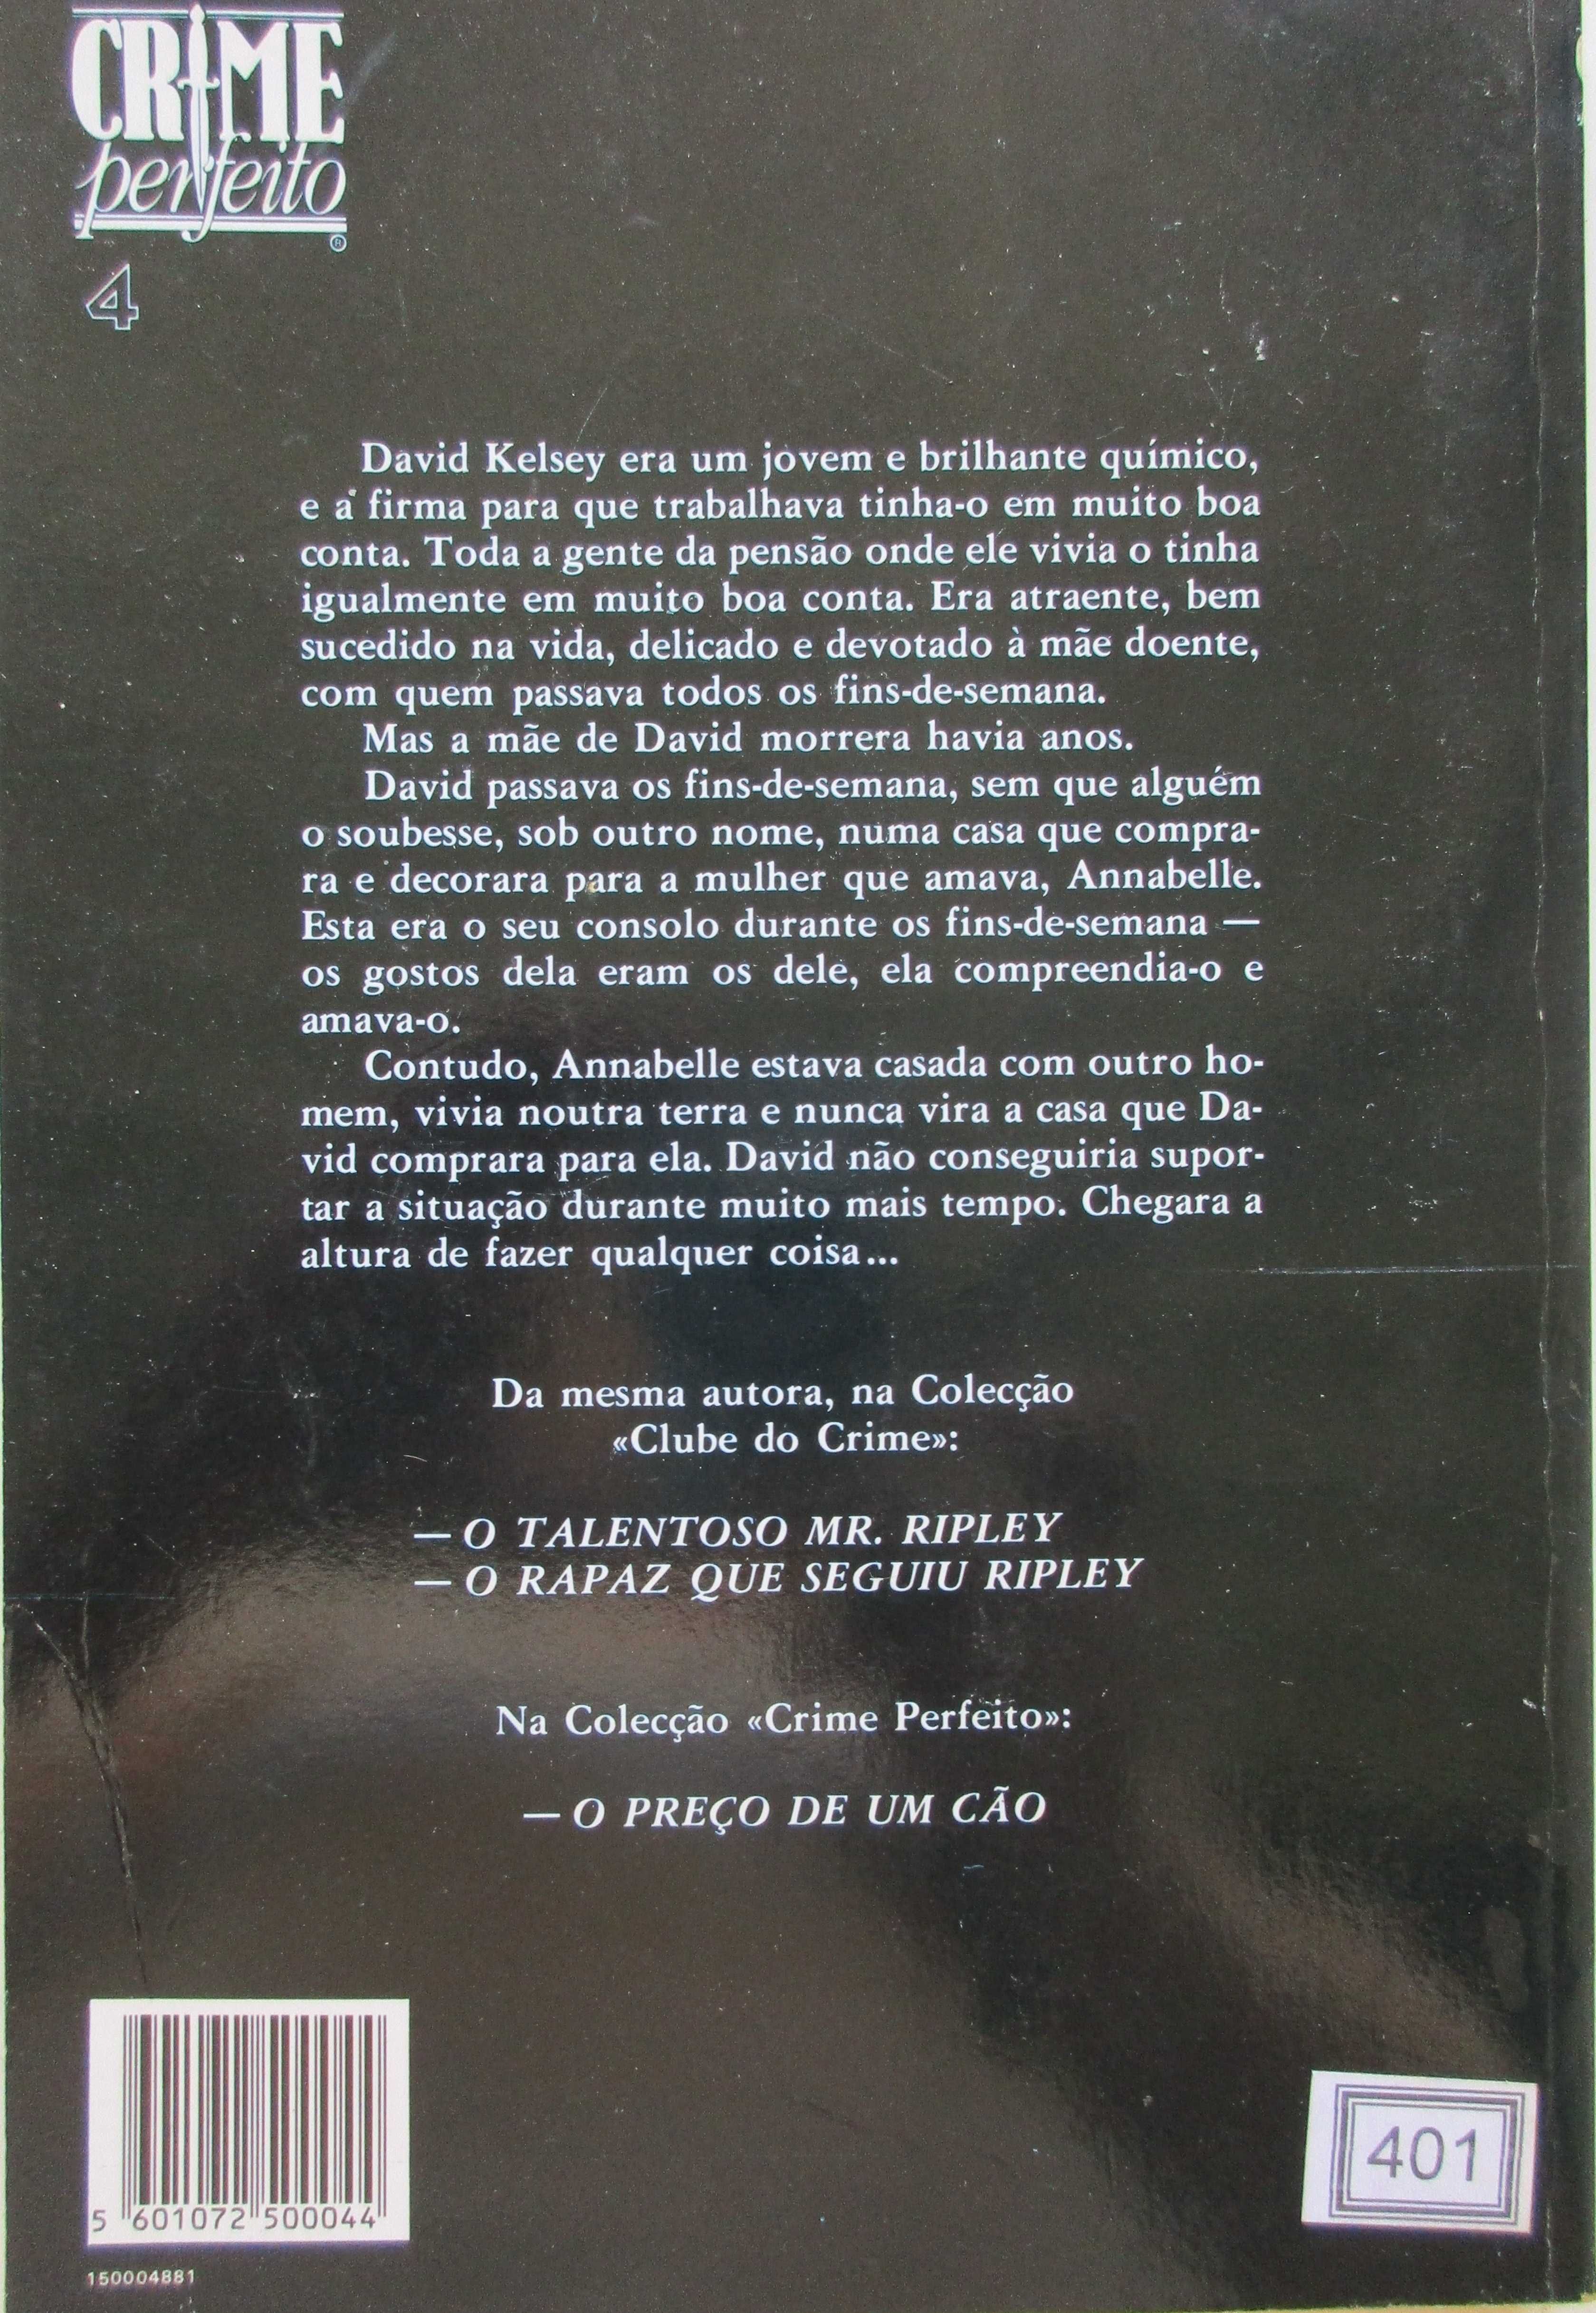 CRIME
perfeito
®
4
David Kelsey era um jovem e brilhante químico,
e a firma para que trabalhava tinha-o em muito boa
conta. Toda a gente da pensão onde ele vivia o tinha
igualmente em muito boa conta. Era atraente, bem
sucedido na vida, delicado e devotado à mãe doente,
com quem passava todos os fins-de-semana.
Mas a mãe de David morrera havia anos.
David passava os fins-de-semana, sem que alguém
o soubesse, sob outro nome, numa casa que compra-
ra e decorara para a mulher que amava, Annabelle.
Esta era o seu consolo durante os fins-de-semana —
os gostos dela eram os dele, ela compreendia-o e
amava-o.
Contudo, Annabelle estava casada com outro ho-
mem, vivia noutra terra e nunca vira a casa que Da-
vid comprara para ela. David não conseguiria supor-
tar a situação durante muito mais tempo. Chegara a
altura de fazer qualquer coisa...
Da mesma autora, na Colecção
«Clube do Crime»:
— O TALENTOSO MR. RIPLEY
— O RAPAZ QUE SEGUIU RIPLEY
Na Colecção «Crime Perfeito»:
— O PREÇO DE UM CÃO
5 601072 500044
150004881
401